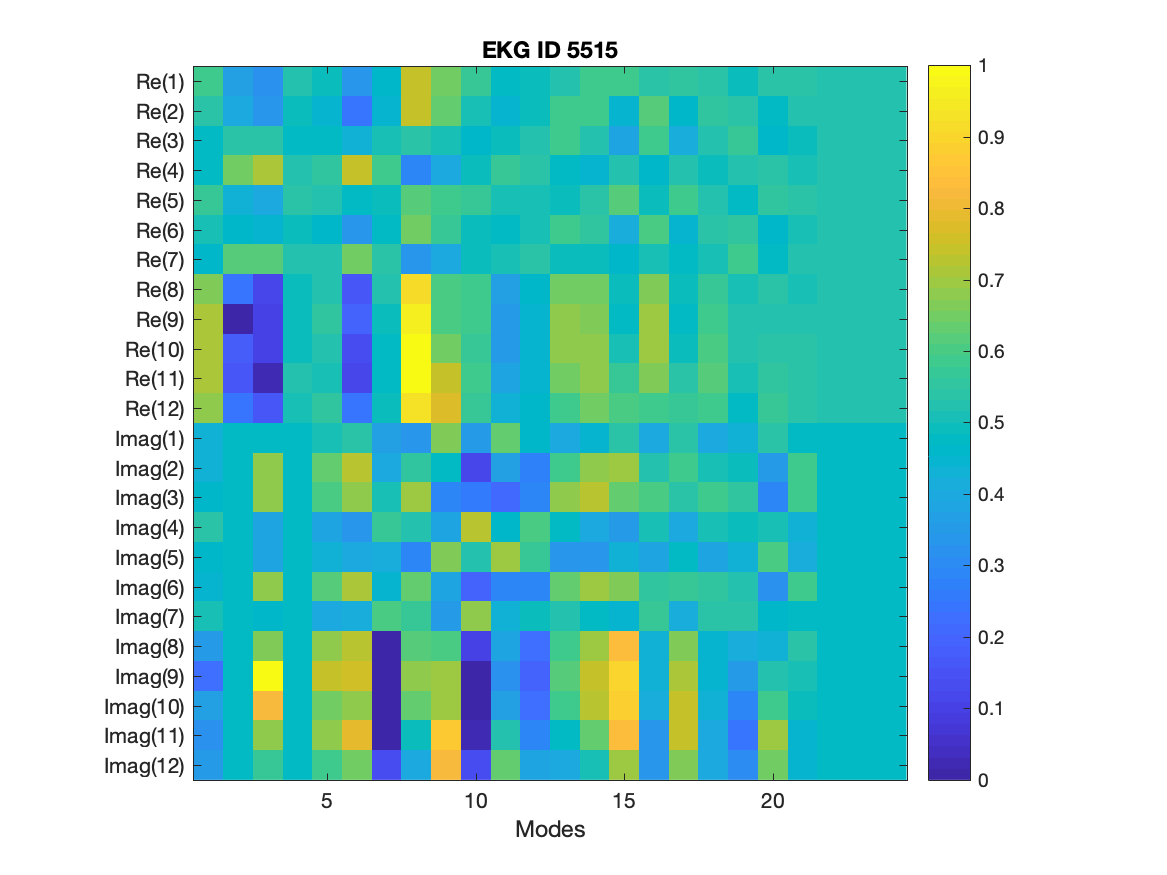 EKG ID 5515
Re(1)
Re(2)
Re(3)
Re(4)
Re(5)
Re(6)
Re(7)
Re(8)
Re(9)
Re(10)
Re(11)
Re(12)
Imag(1)
Imag(2)
Imag(3)
Imag(4)
Imag(5)
Imag(6)
Imag(7)
Imag(8)
Imag(9)
Imag(10)
Imag(11)
Imag(12)
5 10 15 20
Modes
1
0.9
0.8
0.7
0.6
0.5
0.4
0.3
0.2
0.1
0